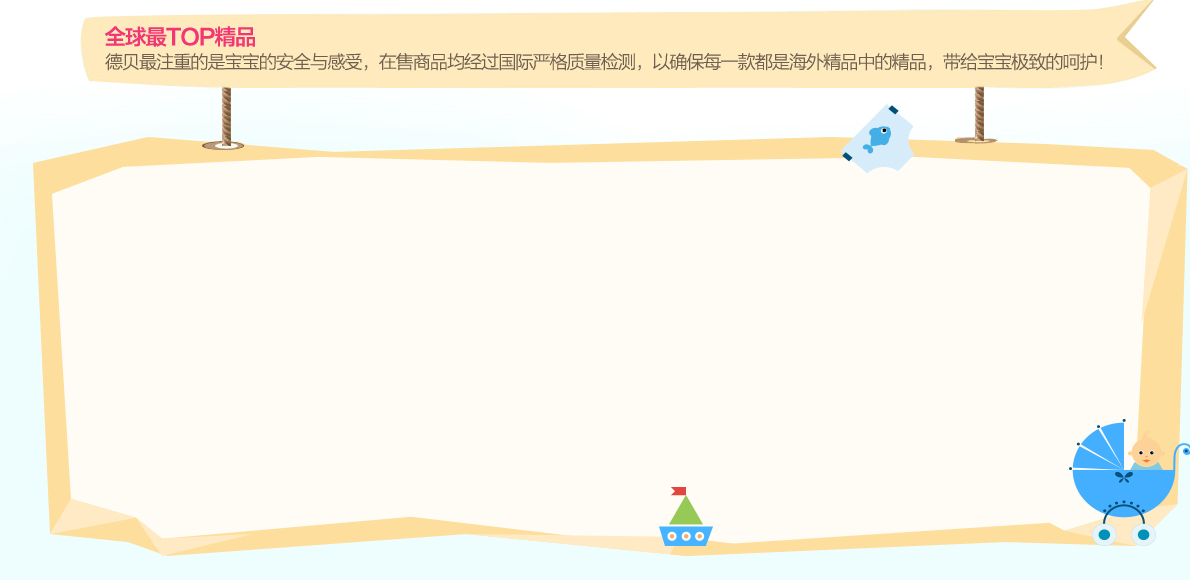 全球最TOP精品
德贝最注重的是宝宝的安全与感受，在售商品均经过国际严格质量检测，以确保每一款都是海外精品中的精品，带给宝宝极致的呵护！